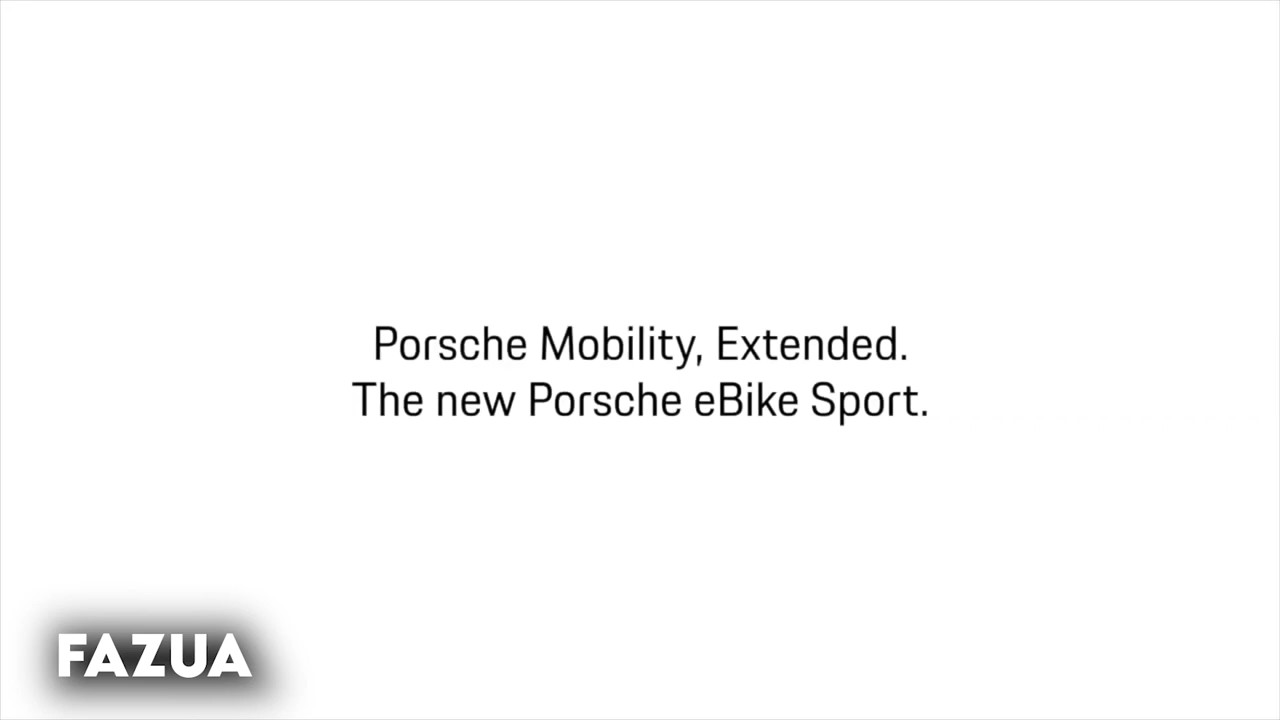 Porsche Mobility, Extended.
The new Porsche eBike Sport.
FAZUA